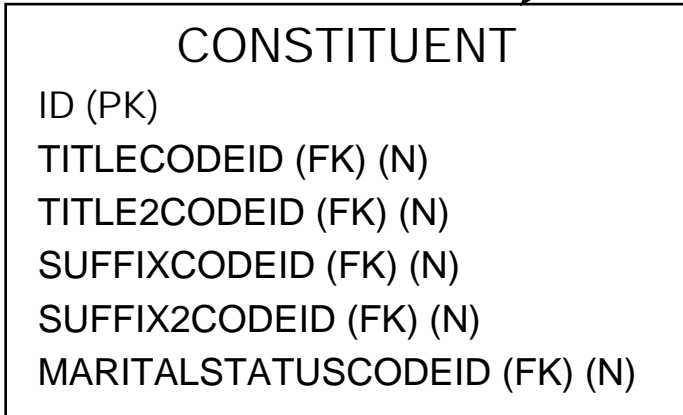 CONSTITUENT
ID (PK)
TITLECODEID (FK) (N)
TITLE2CODEID (FK) (N)
SUFFIXCODEID (FK) (N)
SUFFIX2CODEID (FK) (N)
MARITALSTATUSCODEID (FK) (N)